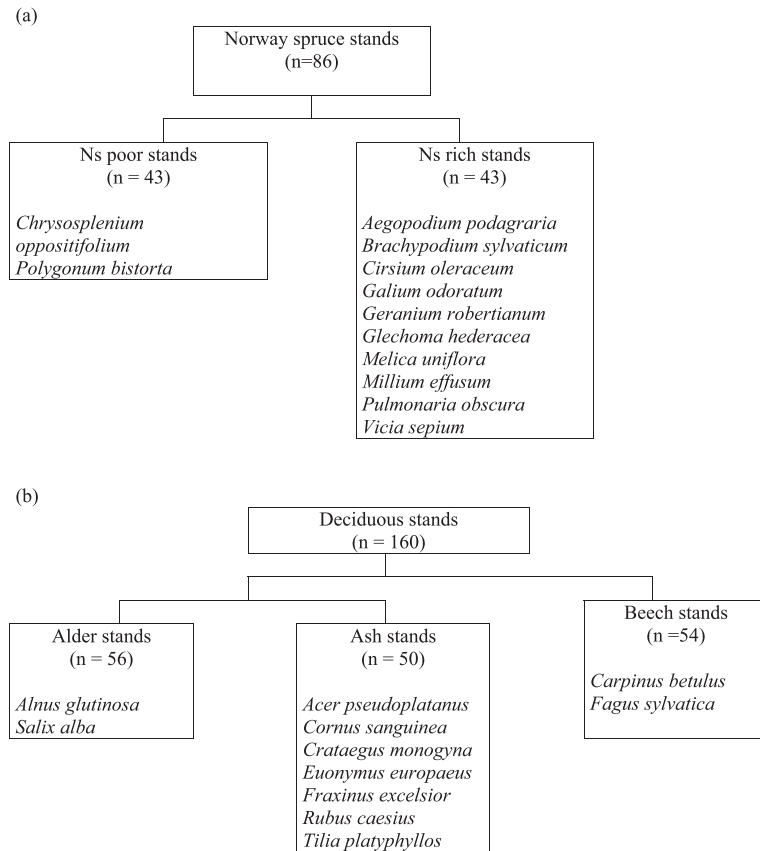 (a)
Norway spruce stands
(n=86)
Ns poor stands
(n = 43)
Chrysosplenium
oppositifolium
Polygonum bistorta
Ns rich stands
(n = 43)
Aegopodium podagraria
Brachypodium sylvaticum
Cirsium oleraceum
Galium odoratum
Geranium robertianum
Glechoma hederacea
Melica uniflora
Millium effusum
Pulmonaria obscura
Vicia sepium
(b)
Deciduous stands
(n = 160)
Alder stands
(n = 56)
Alnus glutinosa
Salix alba
Ash stands
(n = 50)
Acer pseudoplatanus
Cornus sanguinea
Crataegus monogyna
Euonymus europaeus
Fraxinus excelsior
Rubus caesius
Tilia platyphyllos
Beech stands
(n =54)
Carpinus betulus
Fagus sylvatica